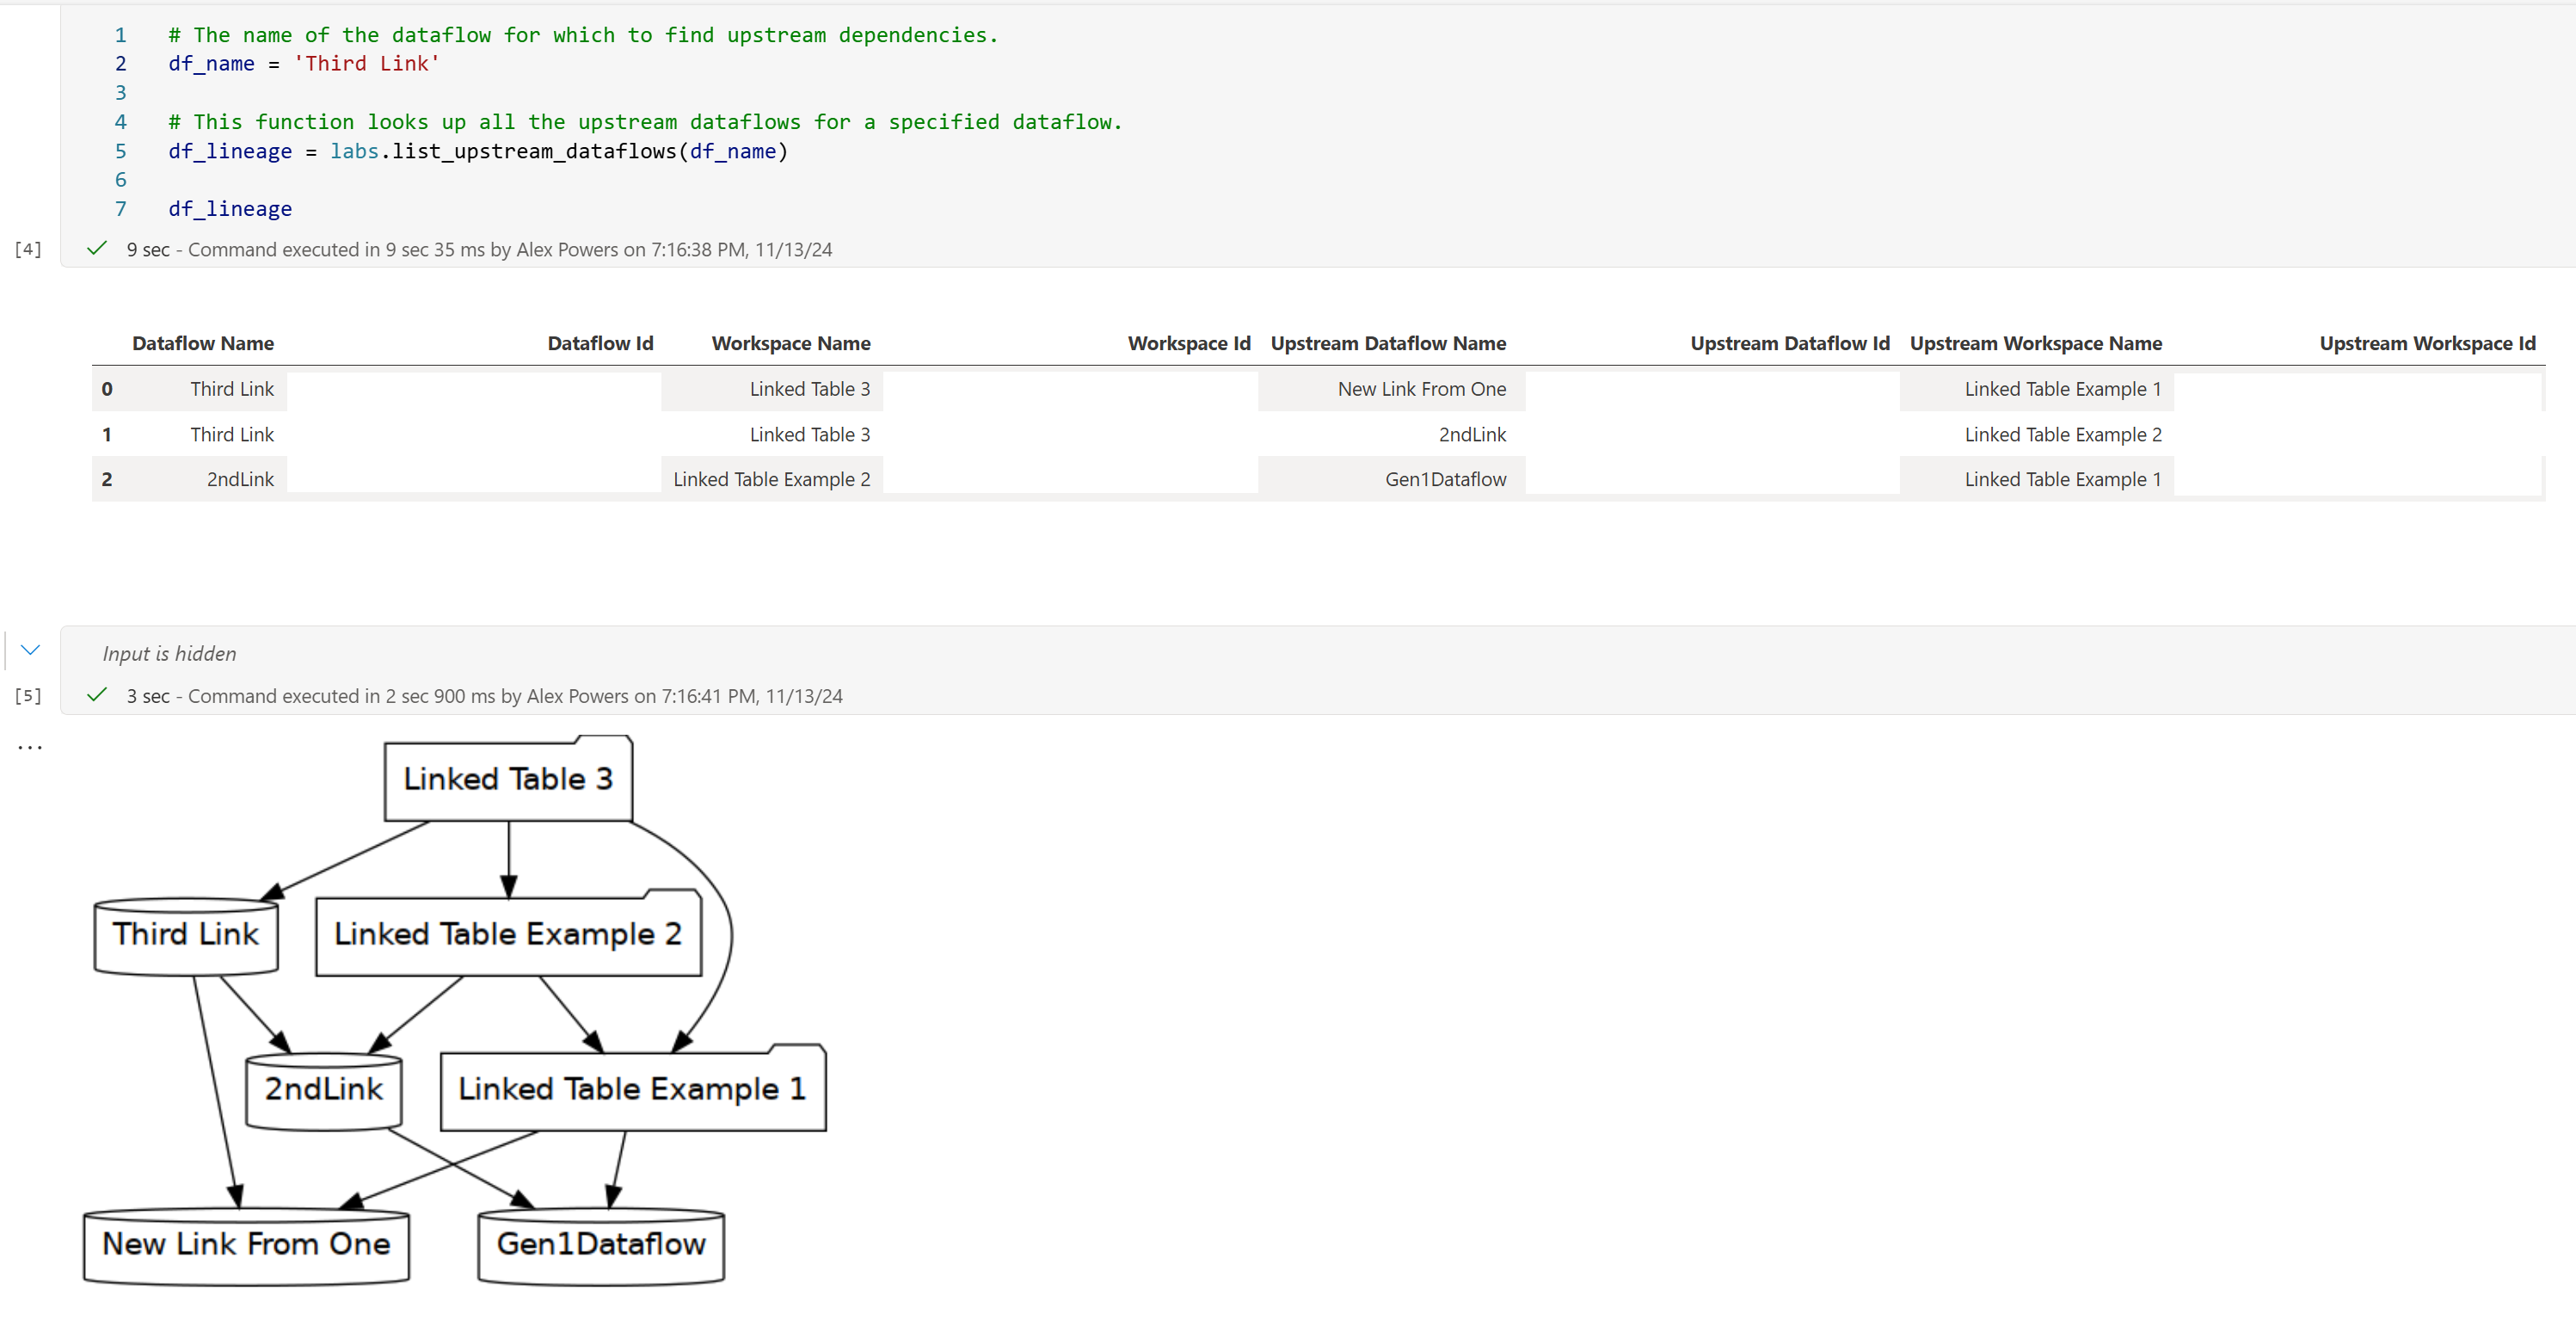 1 # The name of the dataflow for which to find upstream dependencies.
2 df_name = 'Third Link'
3
4 # This function looks up all the upstream dataflows for a specified dataflow.
5 df_lineage = labs.list_upstream_dataflows(df_name)
6
7 df_lineage
[4] 9 sec - Command executed in 9 sec 35 ms by Alex Powers on 7:16:38 PM, 11/13/24
Dataflow Name Dataflow Id Workspace Name Workspace Id Upstream Dataflow Name Upstream Dataflow Id Upstream Workspace Name Upstream Workspace Id
0 Third Link Linked Table 3 New Link From One Linked Table Example 1
1 Third Link Linked Table 3 2ndLink Linked Table Example 2
2 2ndLink Linked Table Example 2 Gen1Dataflow Linked Table Example 1
Input is hidden
[5] 3 sec - Command executed in 2 sec 900 ms by Alex Powers on 7:16:41 PM, 11/13/24
...
Linked Table 3
Third Link Linked Table Example 2
2ndLink Linked Table Example 1
New Link From One Gen1Dataflow